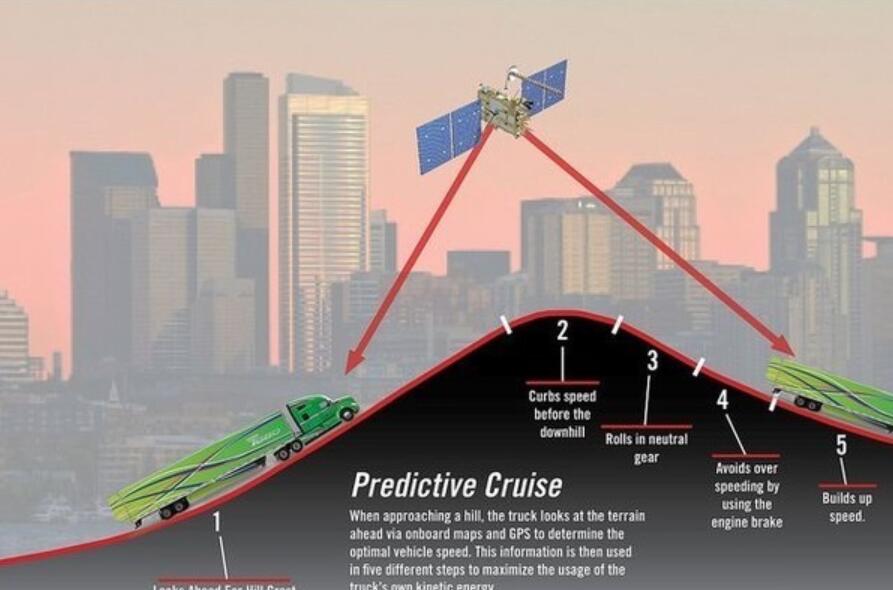 2
3
Curbs speed
before the
downhill
Rolls in neutral
gear
4
5
Avoids over
speeding by
using the
engine brake
Builds up
speed.
Predictive Cruise
When approaching a hill, the truck looks at the terrain
ahead via onboard maps and GPS to determine the
optimal vehicle speed. This information is then used
in five different steps to maximize the usage of the
truck's own kinetic energy.
1
Looks Ahead For Hill Crest